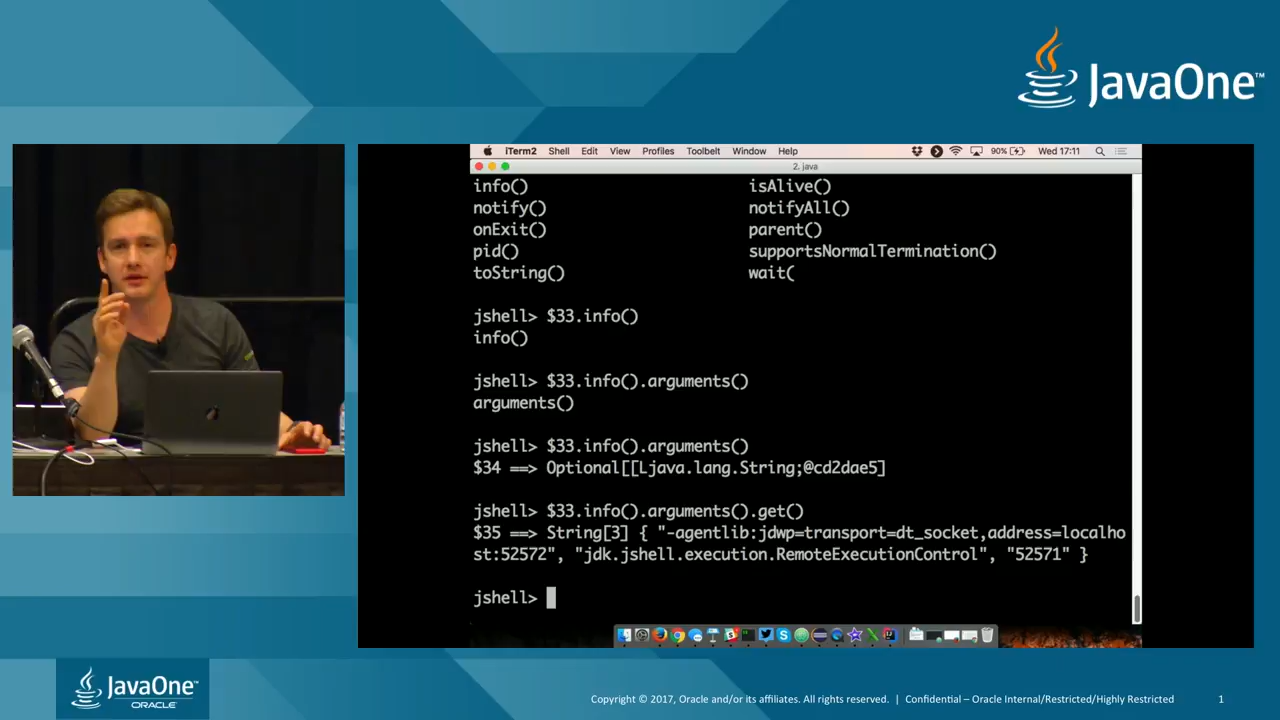 JavaOne™
iTerm2 Shell Edit View Profiles Toolbelt Window Help 90% Wed 17:11
2. java
info() isAlive()
notify() notifyAll()
onExit() parent()
pid() supportsNormalTermination()
toString() wait(
jshell> $33.info()
info()
jshell> $33.info().arguments()
arguments()
jshell> $33.info().arguments()
$34 ==> Optional[[Ljava.lang.String;@cd2dae5]
jshell> $33.info().arguments().get()
$35 ==> String[3] { "-agentlib:jdwp=transport=dt_socket,address=localho
st:52572", "jdk.jshell.execution.RemoteExecutionControl", "52571" }
jshell>
JavaOne™
ORACLE
Copyright © 2017, Oracle and/or its affiliates. All rights reserved. | Confidential – Oracle Internal/Restricted/Highly Restricted 1